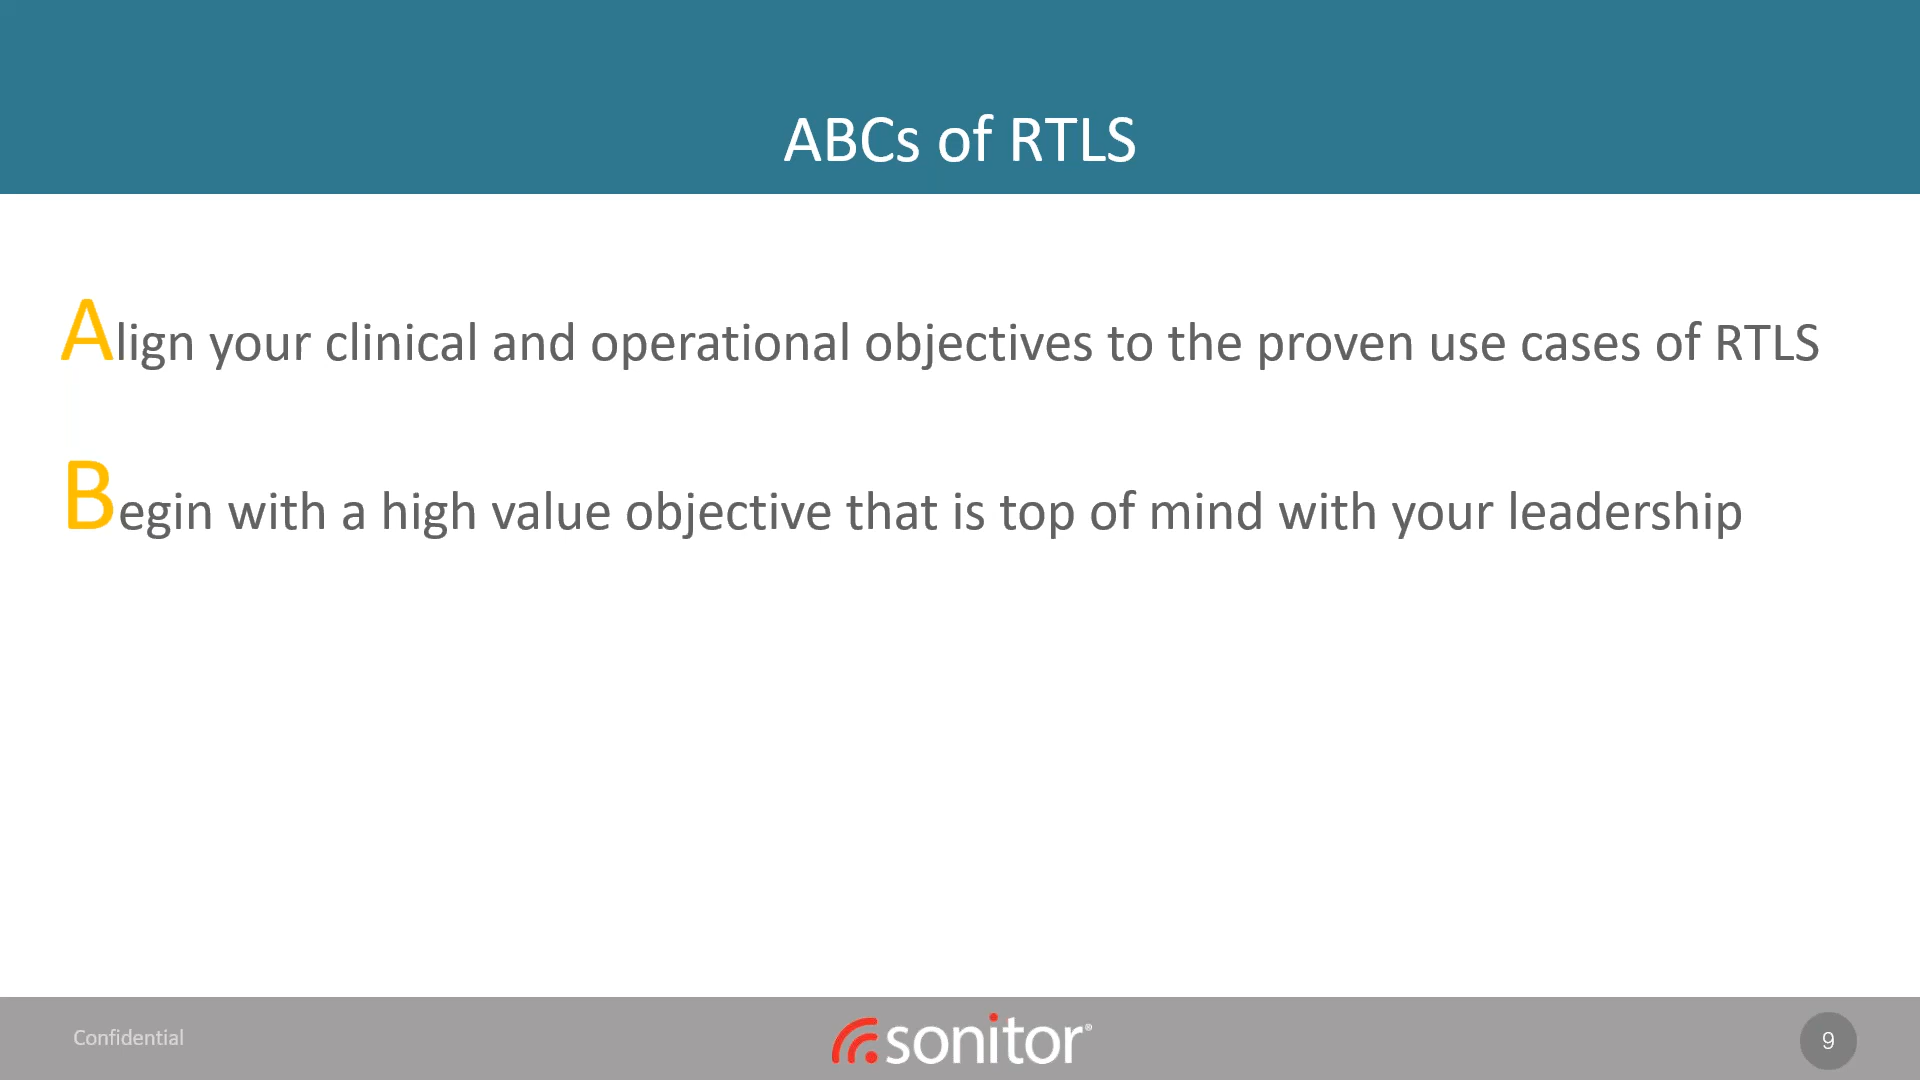 ABCs of RTLS
Align your clinical and operational objectives to the proven use cases of RTLS
Begin with a high value objective that is top of mind with your leadership
Confidential
sonitor®
9